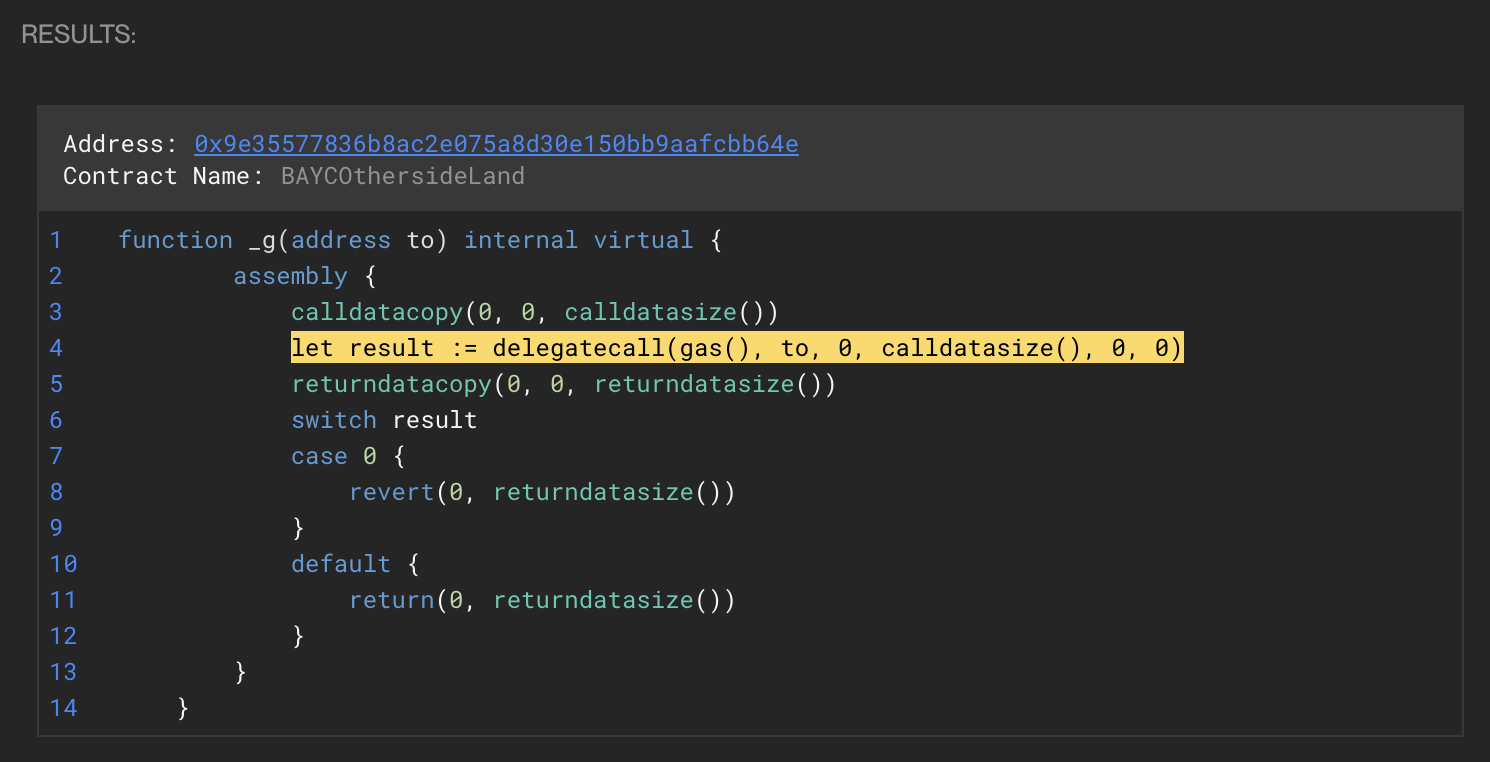 RESULTS:
Address: 0x9e35577836b8ac2e075a8d30e150bb9aafcbb64e
Contract Name: BAYCOthersideLand
1 function _g(address to) internal virtual {
2 assembly {
3 calldatacopy(0, 0, calldatasize())
4 let result := delegatecall(gas(), to, 0, calldatasize(), 0, 0)
5 returndatacopy(0, 0, returndatasize())
6 switch result
7 case 0 {
8 revert(0, returndatasize())
9 }
10 default {
11 return(0, returndatasize())
12 }
13 }
14 }